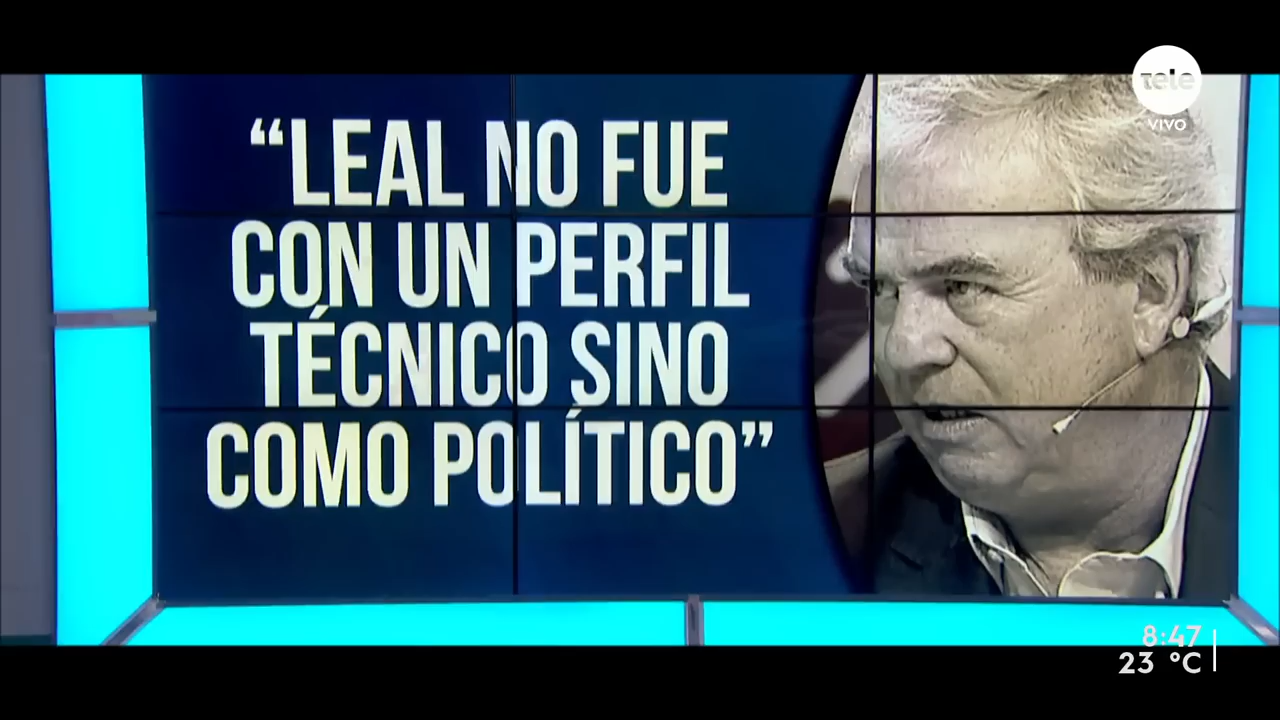 tele
VIVO
“LEAL NO FUE
CON UN PERFIL
TÉCNICO SINO
COMO POLÍTICO”
8:47
23 °C